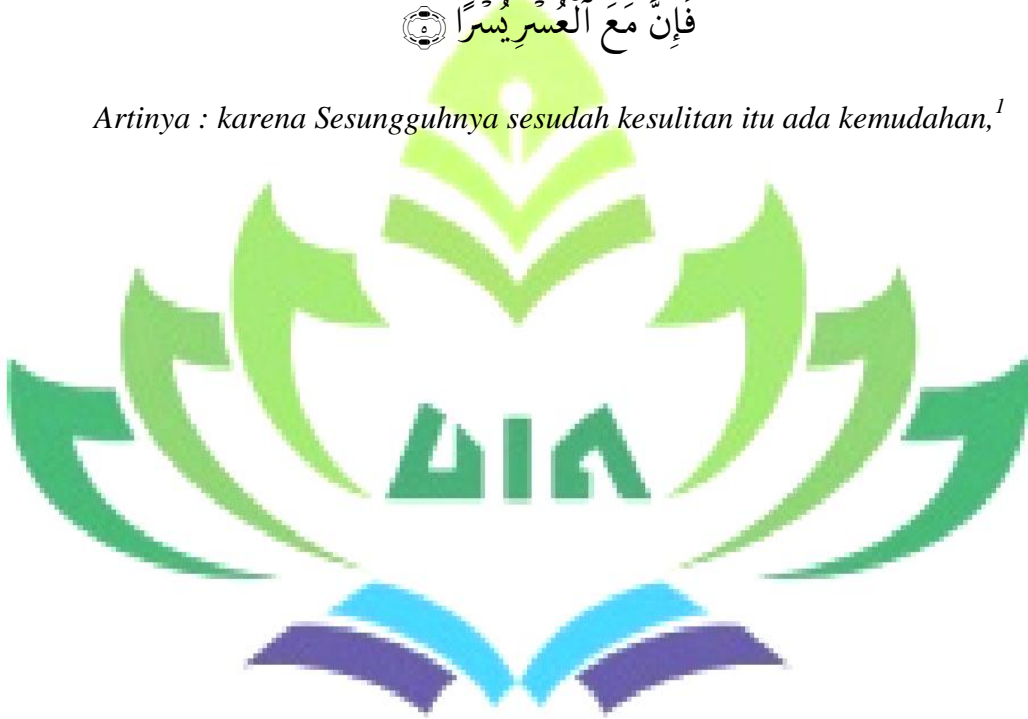 فَإِنَّ مَعَ ٱلْعُسْرِ يُسْرًا ۝٥
Artinya : karena Sesungguhnya sesudah kesulitan itu ada kemudahan,¹
UIN